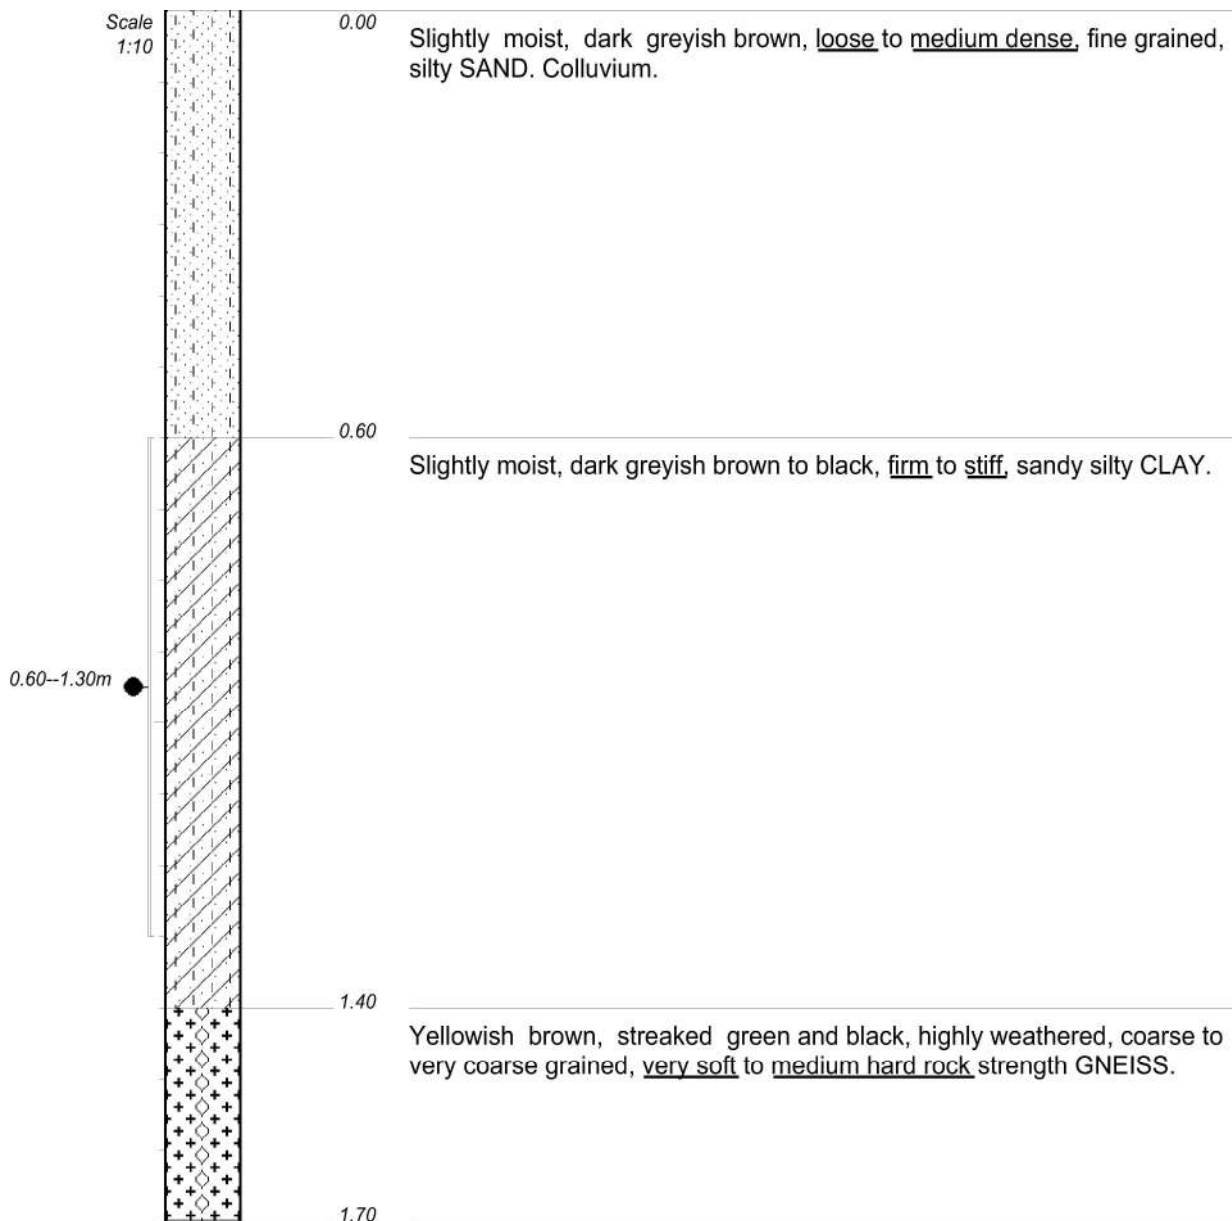 Scale
1:10
0.00
Slightly moist, dark greyish brown, loose to medium dense, fine grained,
silty SAND. Colluvium.
0.60
Slightly moist, dark greyish brown to black, firm to stiff, sandy silty CLAY.
0.60--1.30m
1.40
Yellowish brown, streaked green and black, highly weathered, coarse to
very coarse grained, very soft to medium hard rock strength GNEISS.
1.70